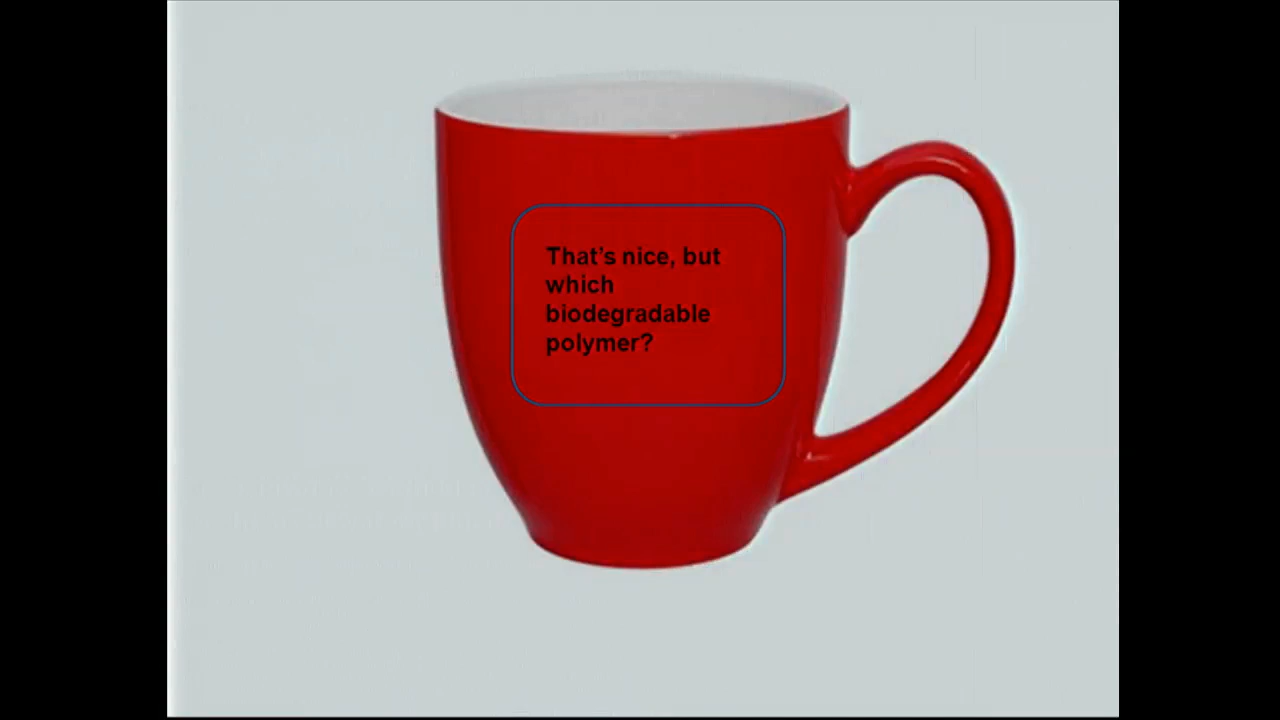 That’s nice, but
which
biodegradable
polymer?